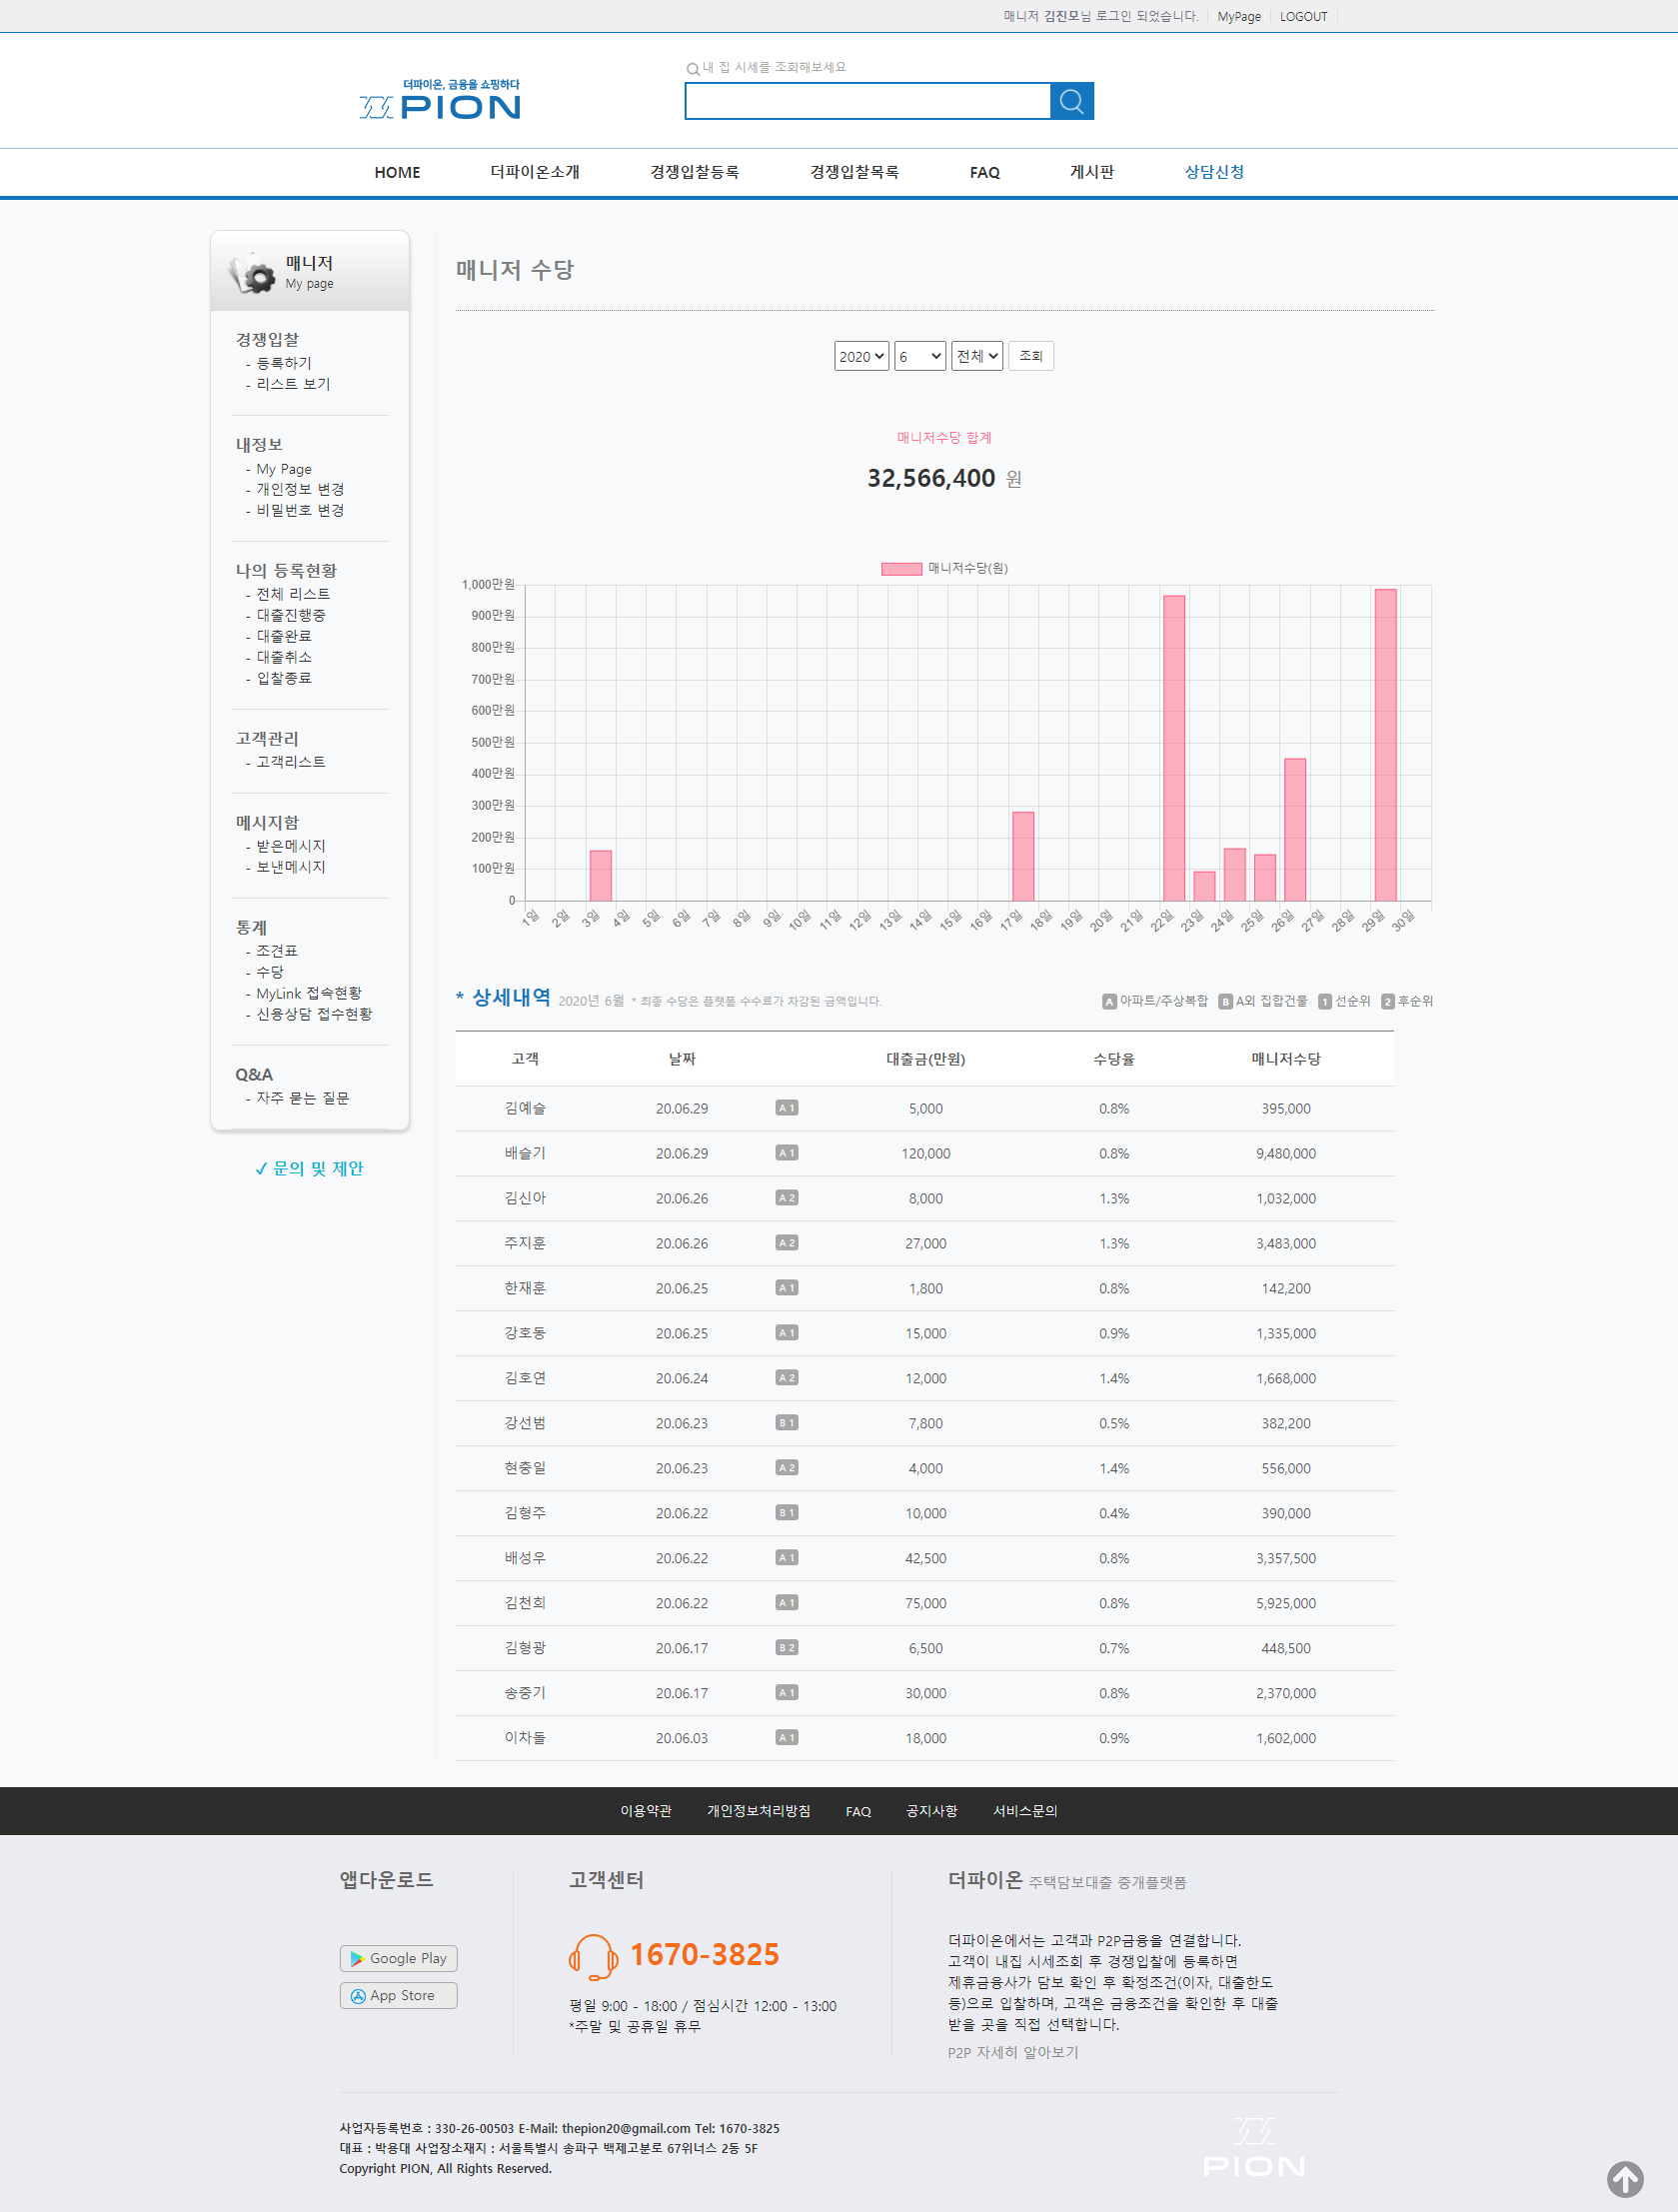 매니저 김진모님 로그인 되었습니다. MyPage LOGOUT
내 집 시세를 조회해보세요
더파이온, 금융을 쇼핑하다
PION
HOME 더파이온소개 경쟁입찰등록 경쟁입찰목록 FAQ 게시판 상담신청
매니저
My page
경쟁입찰
- 등록하기
- 리스트 보기
내정보
- My Page
- 개인정보 변경
- 비밀번호 변경
나의 등록현황
- 전체 리스트
- 대출진행중
- 대출완료
- 대출취소
- 입찰종료
고객관리
- 고객리스트
메시지함
- 받은메시지
- 보낸메시지
통계
- 조견표
- 수당
- MyLink 접속현황
- 신용상담 접수현황
Q&A
- 자주 묻는 질문
✓ 문의 및 제안
매니저 수당
2020 6 전체 조회
매니저수당 합계
32,566,400 원
매니저수당(원)
1,000만원
900만원
800만원
700만원
600만원
500만원
400만원
300만원
200만원
100만원
0
1일 2일 3일 4일 5일 6일 7일 8일 9일 10일 11일 12일 13일 14일 15일 16일 17일 18일 19일 20일 21일 22일 23일 24일 25일 26일 27일 28일 29일 30일
* 상세내역 2020년 6월 * 최종 수당은 플랫폼 수수료가 차감된 금액입니다. A 아파트/주상복합 B A외 집합건물 1 선순위 2 후순위
고객 날짜 대출금(만원) 수당율 매니저수당
김예슬 20.06.29 A 1 5,000 0.8% 395,000
배슬기 20.06.29 A 1 120,000 0.8% 9,480,000
김신아 20.06.26 A 2 8,000 1.3% 1,032,000
주지훈 20.06.26 A 2 27,000 1.3% 3,483,000
한재훈 20.06.25 A 1 1,800 0.8% 142,200
강호동 20.06.25 A 1 15,000 0.9% 1,335,000
김호연 20.06.24 A 2 12,000 1.4% 1,668,000
강선범 20.06.23 B 1 7,800 0.5% 382,200
현충일 20.06.23 A 2 4,000 1.4% 556,000
김형주 20.06.22 B 1 10,000 0.4% 390,000
배성우 20.06.22 A 1 42,500 0.8% 3,357,500
김천희 20.06.22 A 1 75,000 0.8% 5,925,000
김형광 20.06.17 B 2 6,500 0.7% 448,500
송중기 20.06.17 A 1 30,000 0.8% 2,370,000
이차돌 20.06.03 A 1 18,000 0.9% 1,602,000
이용약관 개인정보처리방침 FAQ 공지사항 서비스문의
앱다운로드
Google Play
App Store
고객센터
1670-3825
평일 9:00 - 18:00 / 점심시간 12:00 - 13:00
*주말 및 공휴일 휴무
더파이온 주택담보대출 중개플랫폼
더파이온에서는 고객과 P2P금융을 연결합니다.
고객이 내집 시세조회 후 경쟁입찰에 등록하면
제휴금융사가 담보 확인 후 확정조건(이자, 대출한도
등)으로 입찰하며, 고객은 금융조건을 확인한 후 대출
받을 곳을 직접 선택합니다.
P2P 자세히 알아보기
사업자등록번호 : 330-26-00503 E-Mail: thepion20@gmail.com Tel: 1670-3825
대표 : 박용대 사업장소재지 : 서울특별시 송파구 백제고분로 67위너스 2동 5F
Copyright PION, All Rights Reserved.
PION